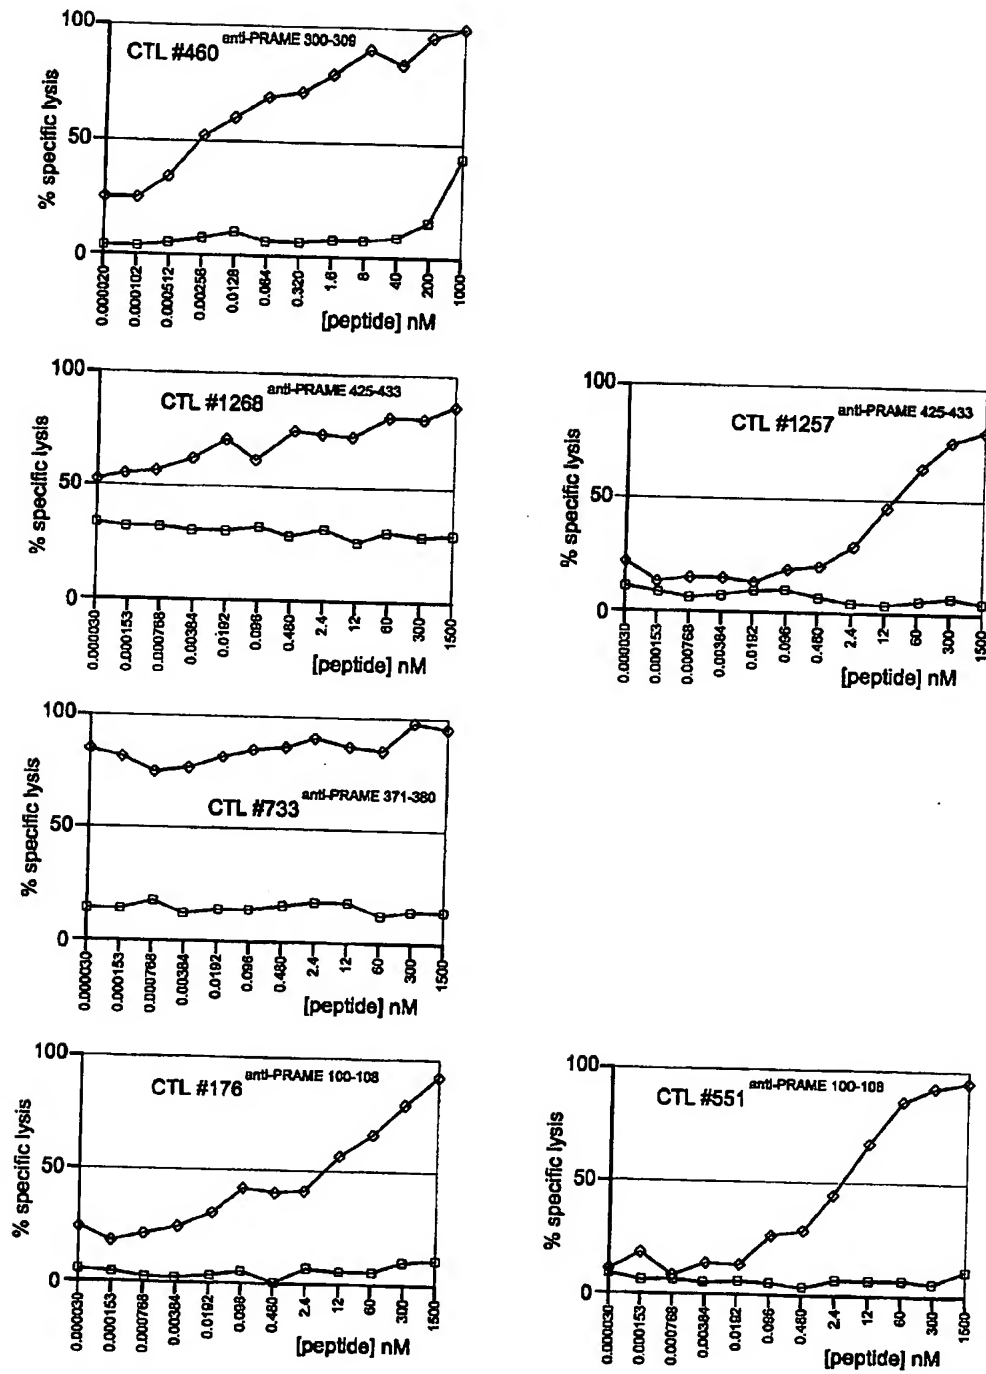 100
CTL #460 anti-PRAME 300-309
% specific lysis
50
0
0.000020 0.000102 0.000512 0.00256 0.0128 0.064 0.320 1.6 8 40 200 1000
[peptide] nM
100
CTL #1268 anti-PRAME 425-433
% specific lysis
50
0
0.000030 0.000153 0.000768 0.00384 0.0192 0.096 0.480 2.4 12 60 300 1500
[peptide] nM
100
CTL #1257 anti-PRAME 425-433
% specific lysis
50
0
0.000030 0.000153 0.000768 0.00384 0.0192 0.096 0.480 2.4 12 60 300 1500
[peptide] nM
100
% specific lysis
CTL #733 anti-PRAME 371-380
50
0
0.000030 0.000153 0.000768 0.00384 0.0192 0.096 0.480 2.4 12 60 300 1500
[peptide] nM
100
CTL #176 anti-PRAME 100-108
% specific lysis
50
0
0.000030 0.000153 0.000768 0.00384 0.0192 0.096 0.480 2.4 12 60 300 1500
[peptide] nM
100
CTL #551 anti-PRAME 100-108
% specific lysis
50
0
0.000030 0.000153 0.000768 0.00384 0.0192 0.096 0.480 2.4 12 60 300 1500
[peptide] nM